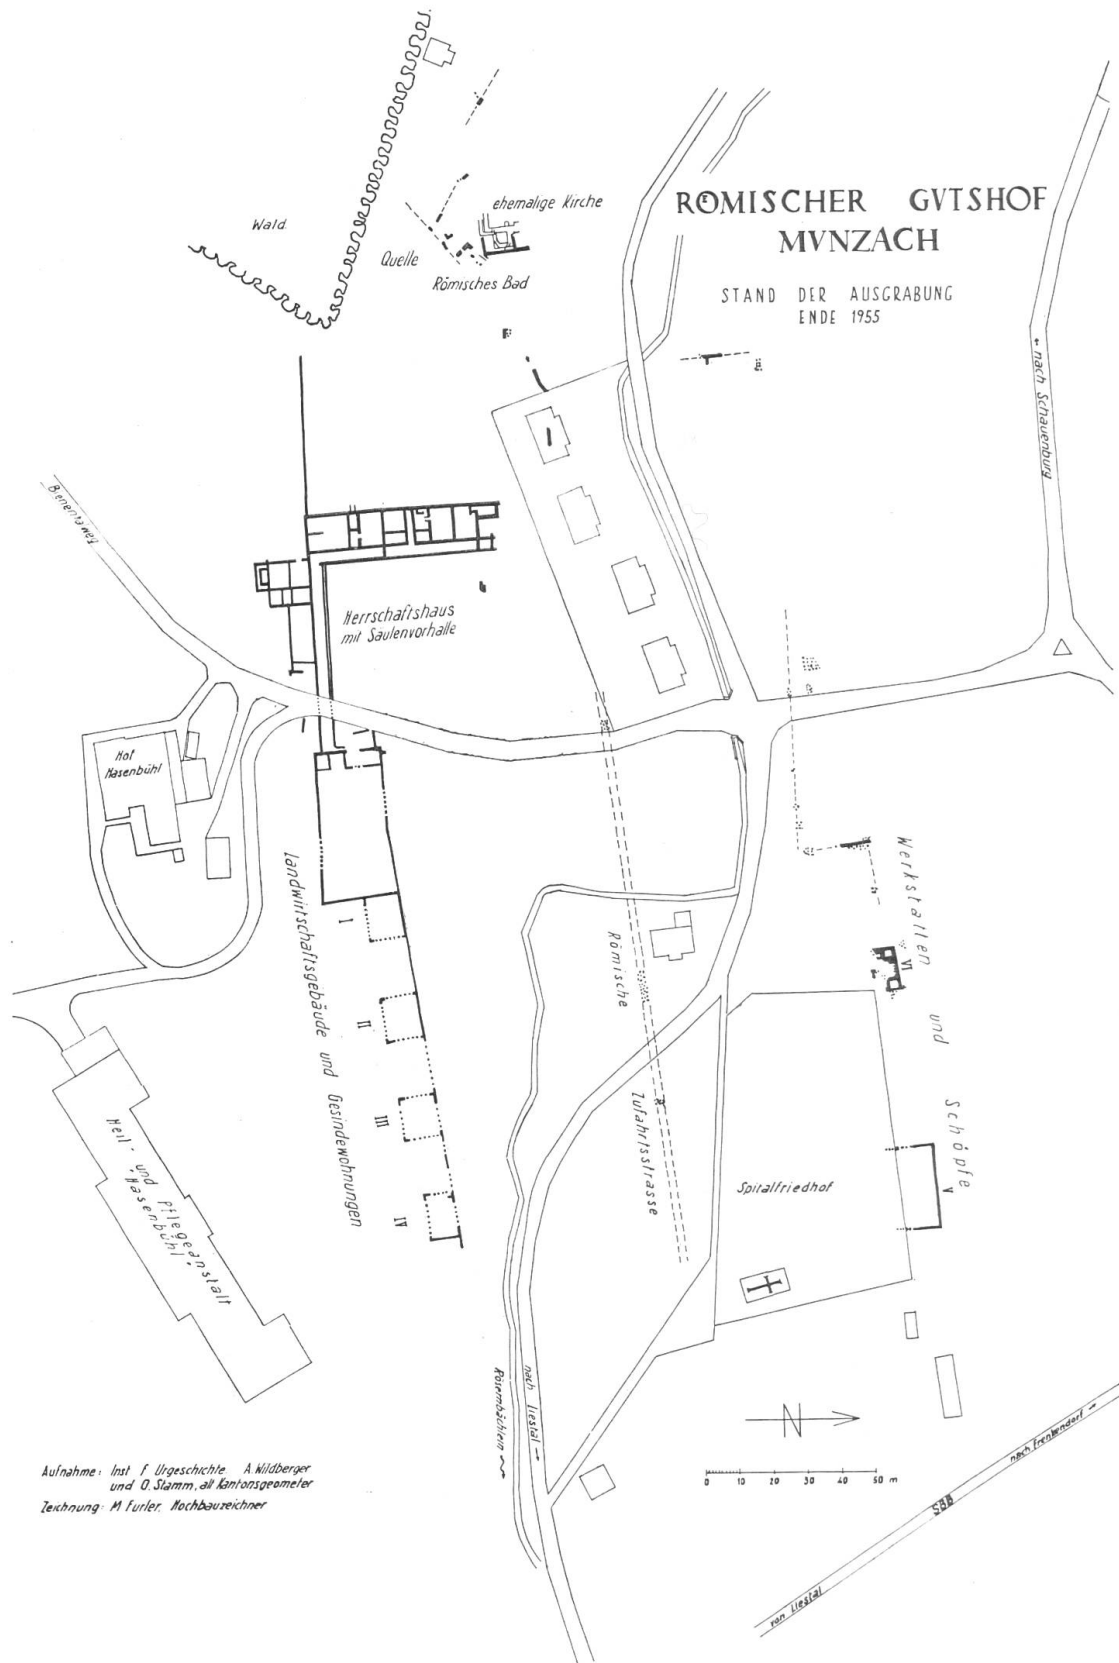 RÖMISCHER GVTSHOF
MVNZACH
STAND DER AUSGRABUNG
ENDE 1955
Wald
ehemalige Kirche
Quelle
Römisches Bad
← nach Schauenburg
Herrschaftshaus
mit Säulenvorhalle
Hof
Hasenbühl
Landwirtschaftsgebäude und Gesindewohnungen
I
II
III
IV
Römische Zufahrtsstrasse
Werkstätten und Schöpfe
VI
V
Spitalfriedhof
Heil- und Pflegeanstalt
"Hasenbühl"
Rösernbächlein
nach Liestal →
N
0 10 20 30 40 50 m
von Liestal
SBB
nach Frenkendorf →
Aufnahme: Inst. f. Urgeschichte. A. Wildberger
und O. Stamm, alt Kantonsgeometer
Zeichnung: M. Furler, Hochbauzeichner